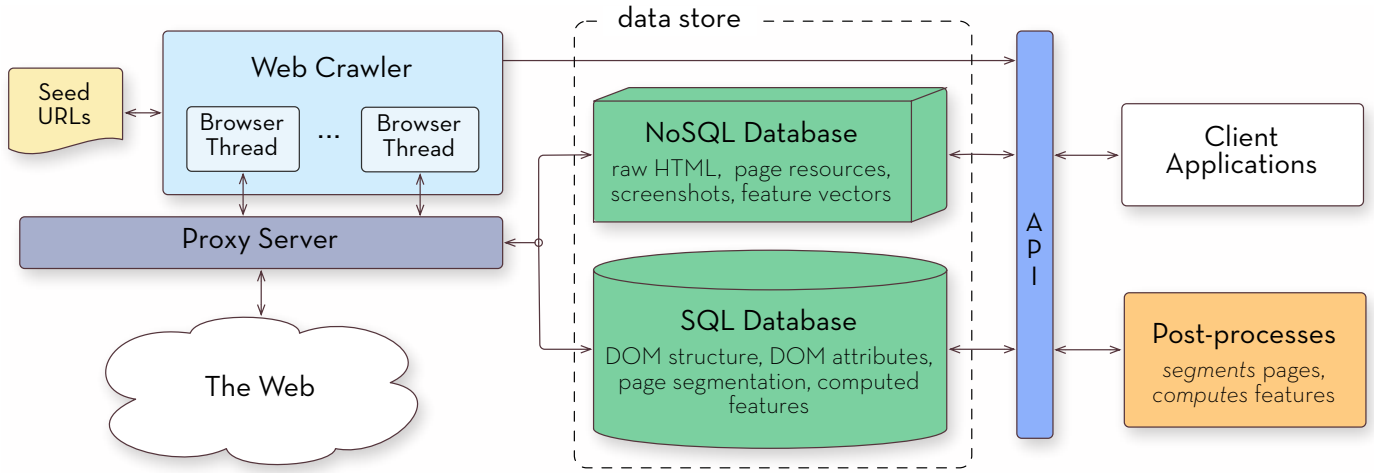 data store
Web Crawler
Seed
URLs
Browser
Thread
...
Browser
Thread
Proxy Server
The Web
NoSQL Database
raw HTML, page resources,
screenshots, feature vectors
SQL Database
DOM structure, DOM attributes,
page segmentation, computed
features
A
P
I
Client
Applications
Post-processes
segments pages,
computes features